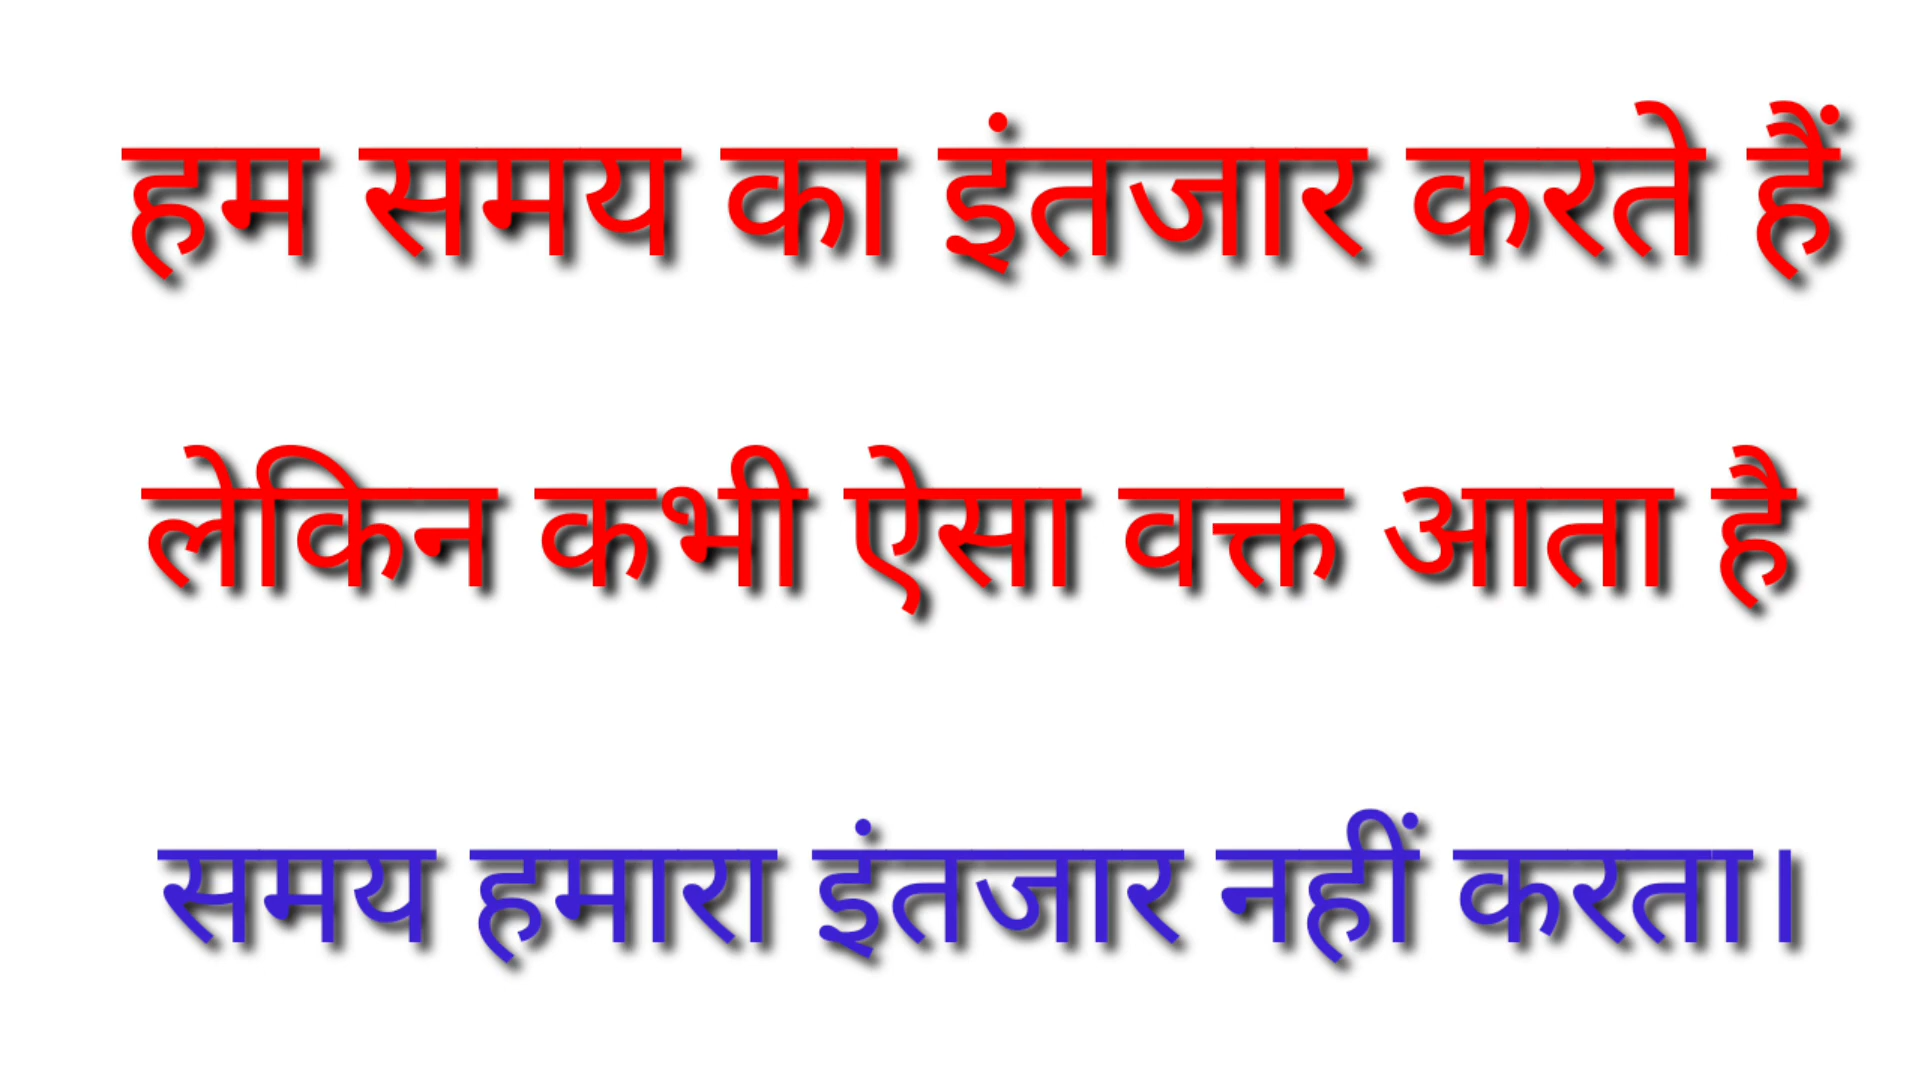 हम समय का इंतजार करते हैं
लेकिन कभी ऐसा वक्त आता है
समय हमारा इंतजार नहीं करता।